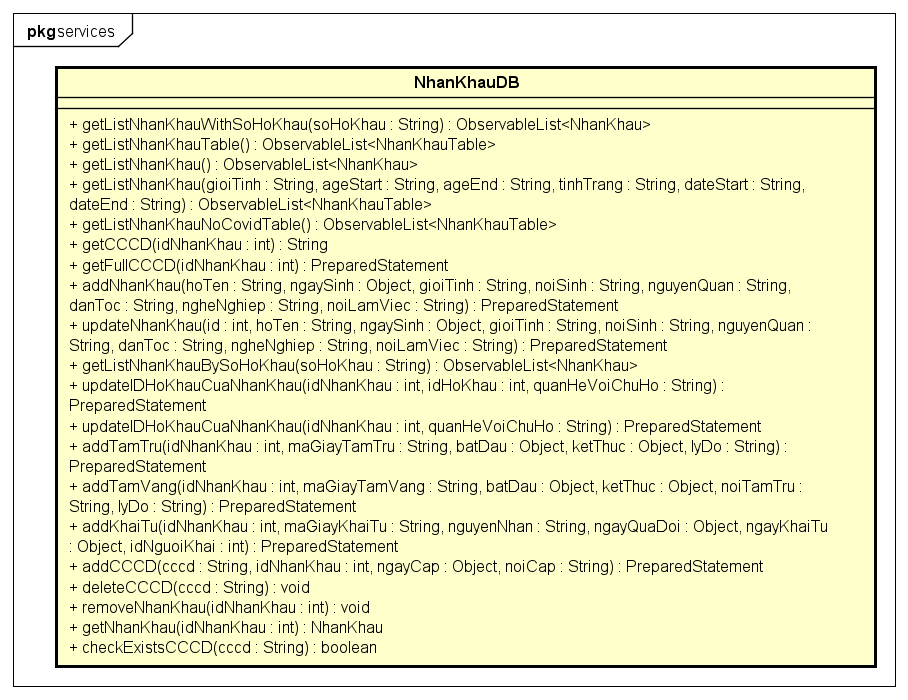 pkg services
NhanKhauDB
+ getListNhanKhauWithSoHoKhau(soHoKhau : String) : ObservableList<NhanKhau>
+ getListNhanKhauTable() : ObservableList<NhanKhauTable>
+ getListNhanKhau() : ObservableList<NhanKhau>
+ getListNhanKhau(gioiTinh : String, ageStart : String, ageEnd : String, tinhTrang : String, dateStart : String,
dateEnd : String) : ObservableList<NhanKhauTable>
+ getListNhanKhauNoCovidTable() : ObservableList<NhanKhauTable>
+ getCCCD(idNhanKhau : int) : String
+ getFullCCCD(idNhanKhau : int) : PreparedStatement
+ addNhanKhau(hoTen : String, ngaySinh : Object, gioiTinh : String, noiSinh : String, nguyenQuan : String,
danToc : String, ngheNghiep : String, noiLamViec : String) : PreparedStatement
+ updateNhanKhau(id : int, hoTen : String, ngaySinh : Object, gioiTinh : String, noiSinh : String, nguyenQuan :
String, danToc : String, ngheNghiep : String, noiLamViec : String) : PreparedStatement
+ getListNhanKhauBySoHoKhau(soHoKhau : String) : ObservableList<NhanKhau>
+ updateIDHoKhauCuaNhanKhau(idNhanKhau : int, idHoKhau : int, quanHeVoiChuHo : String) :
PreparedStatement
+ updateIDHoKhauCuaNhanKhau(idNhanKhau : int, quanHeVoiChuHo : String) : PreparedStatement
+ addTamTru(idNhanKhau : int, maGiayTamTru : String, batDau : Object, ketThuc : Object, lyDo : String) :
PreparedStatement
+ addTamVang(idNhanKhau : int, maGiayTamVang : String, batDau : Object, ketThuc : Object, noiTamTru :
String, lyDo : String) : PreparedStatement
+ addKhaiTu(idNhanKhau : int, maGiayKhaiTu : String, nguyenNhan : String, ngayQuaDoi : Object, ngayKhaiTu
: Object, idNguoiKhai : int) : PreparedStatement
+ addCCCD(cccd : String, idNhanKhau : int, ngayCap : Object, noiCap : String) : PreparedStatement
+ deleteCCCD(cccd : String) : void
+ removeNhanKhau(idNhanKhau : int) : void
+ getNhanKhau(idNhanKhau : int) : NhanKhau
+ checkExistsCCCD(cccd : String) : boolean